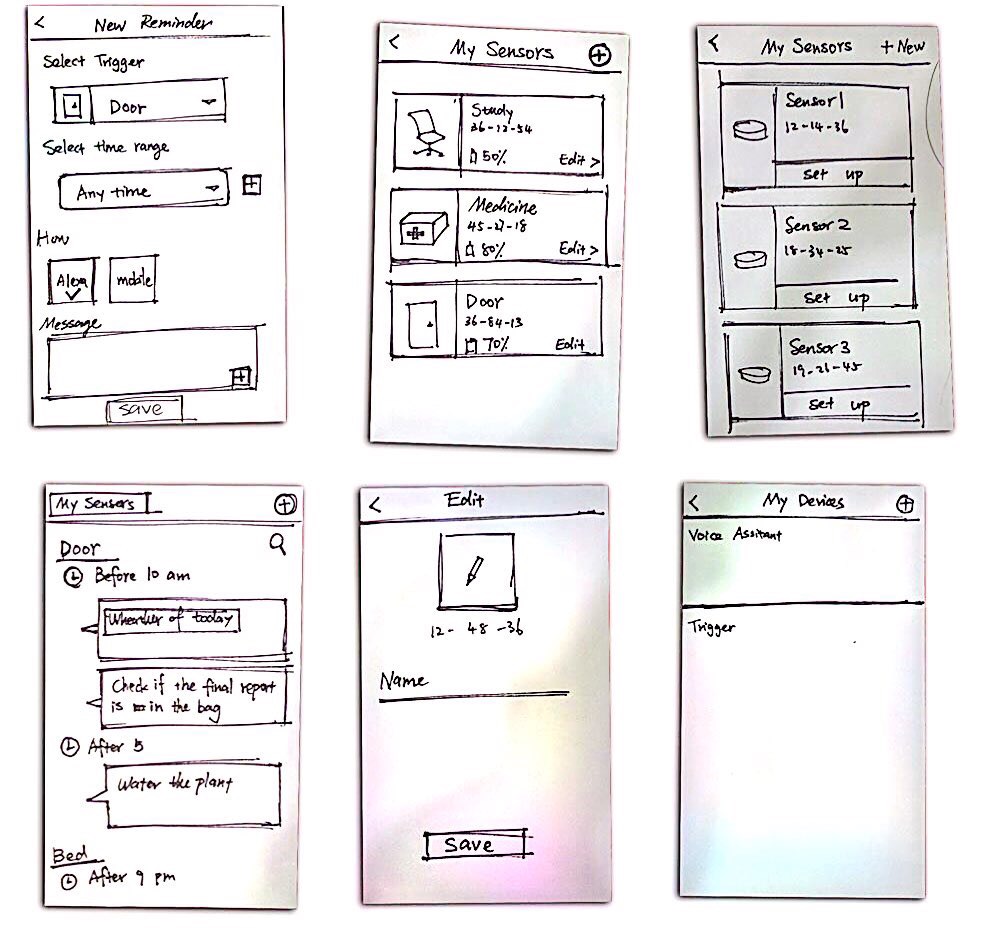 < New Reminder
Select Trigger
Door
Select time range
Any time
How
Alexa mobile
Message
save
< My Sensors
Study
36-12-54
50% Edit >
Medicine
45-27-18
80% Edit >
Door
36-84-13
70% Edit
< My Sensors + New
Sensor 1
12-14-36
set up
Sensor 2
18-34-25
set up
Sensor 3
19-21-45
set up
My Sensers
Door
Before 10 am
of today
Check if the final report
is in the bag
After 5
Water the plant
Bed
After 9 pm
< Edit
12-48-36
Name
Save
< My Devices
Voice Assitant
Trigger